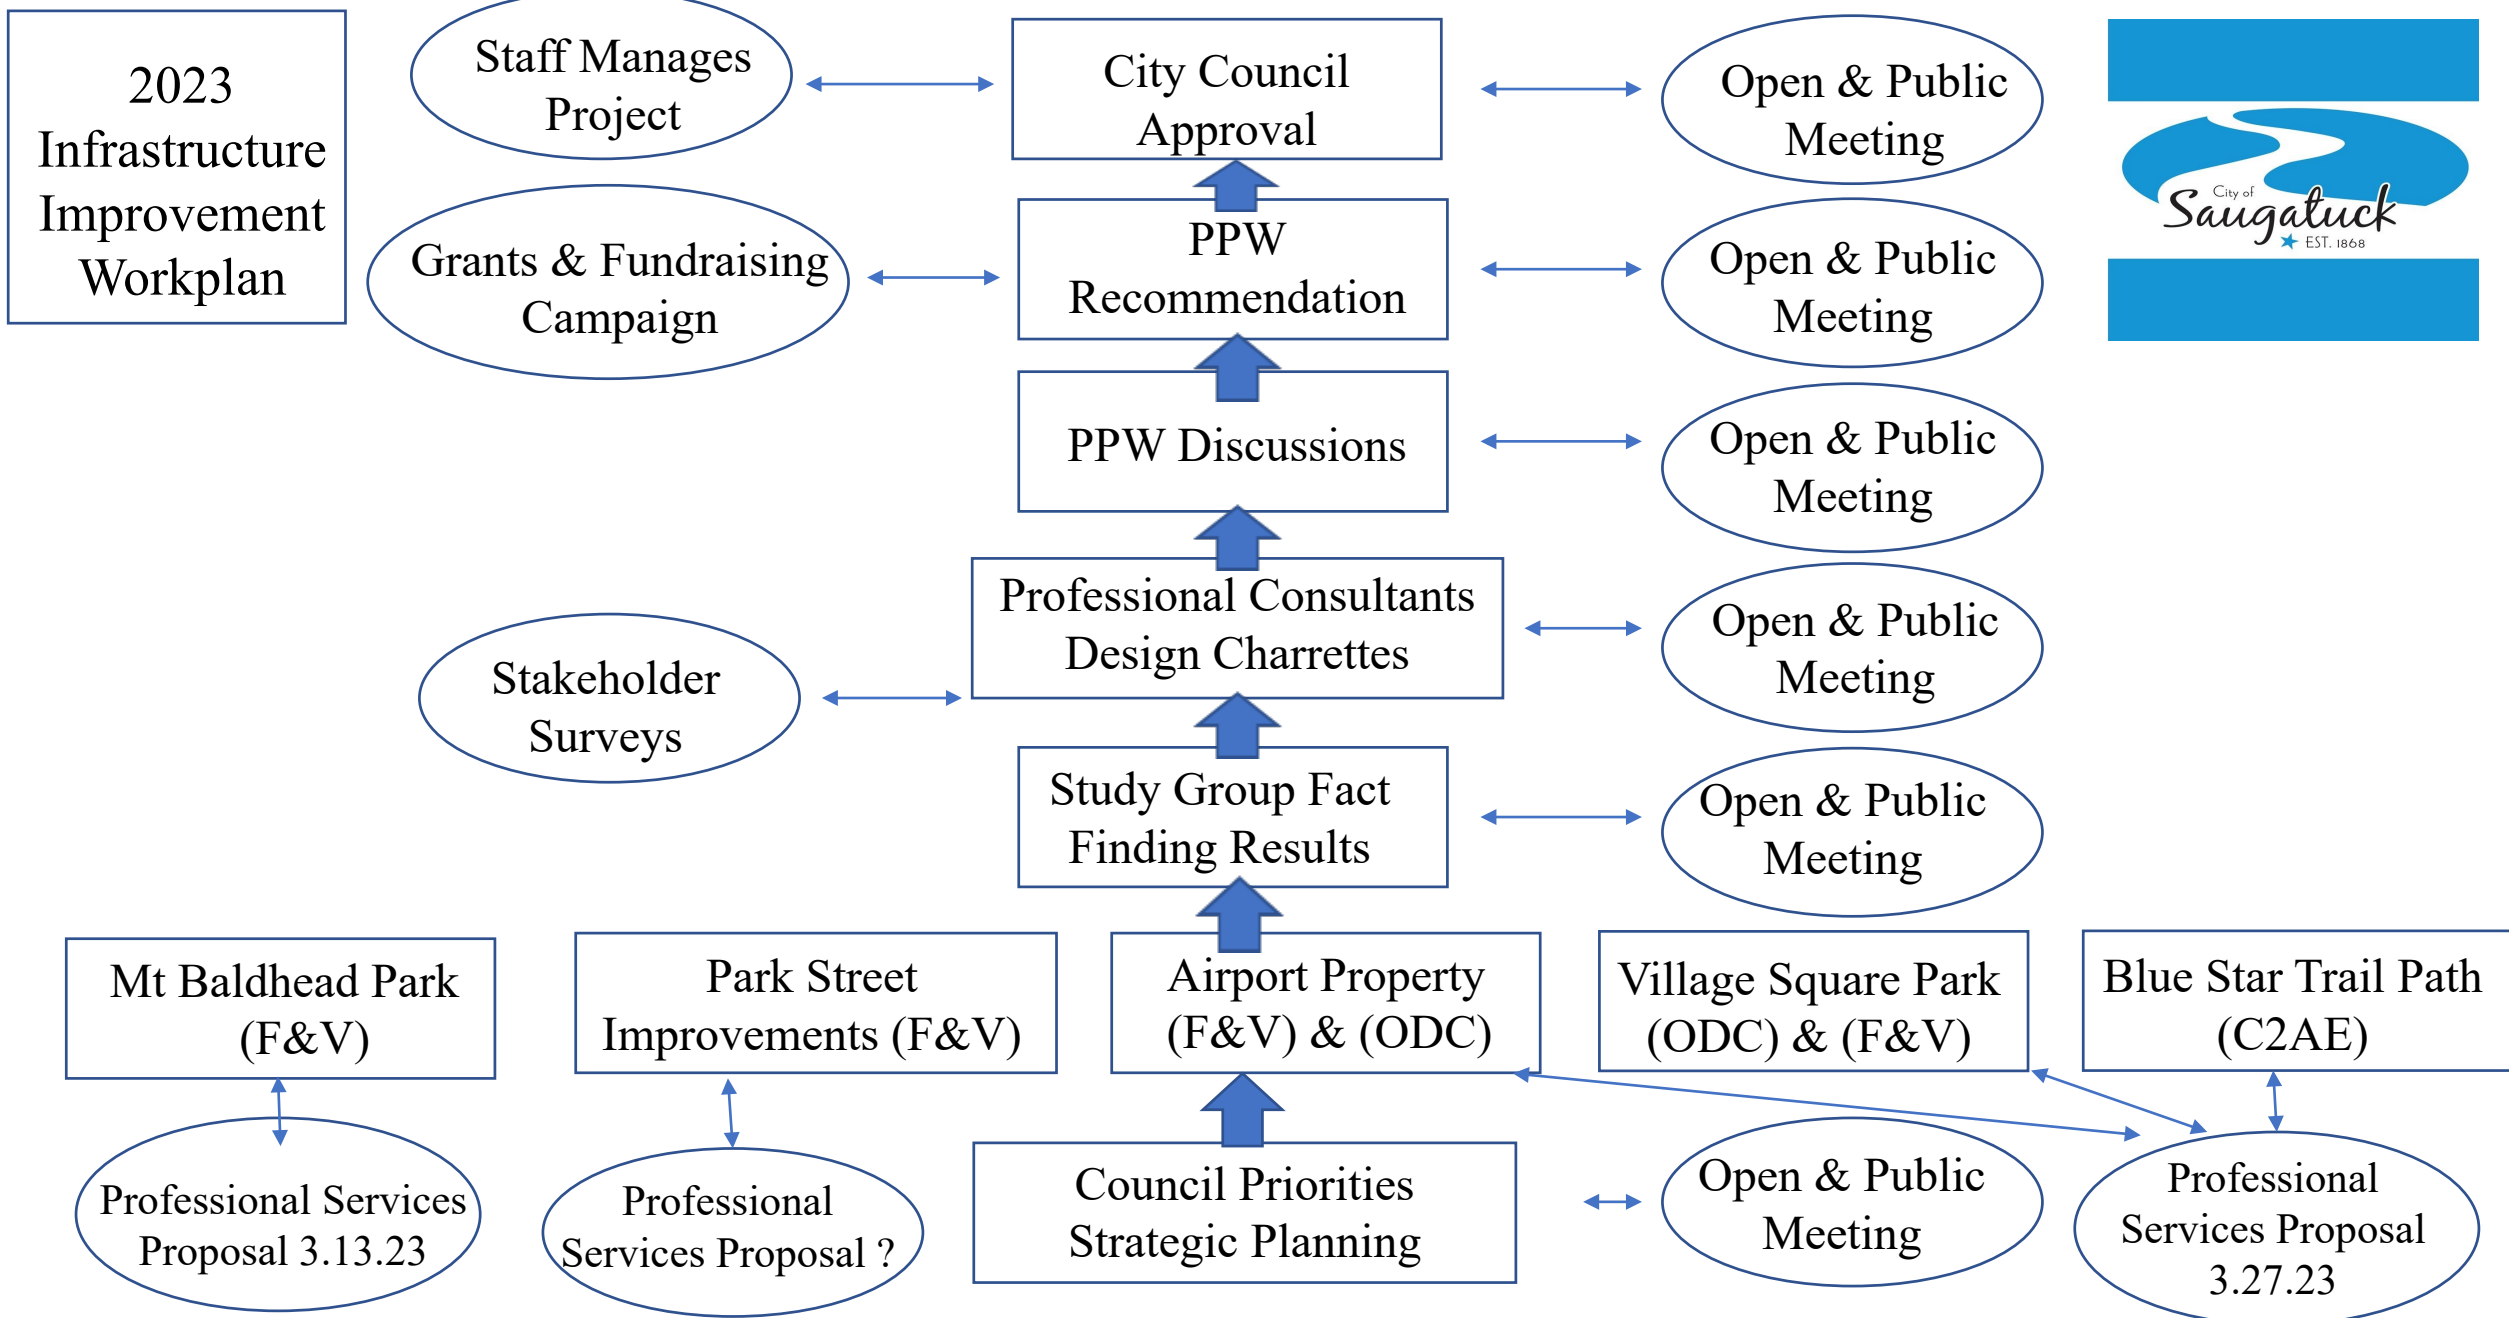 2023
Infrastructure
Improvement
Workplan
Staff Manages
Project
City Council
Approval
Open & Public
Meeting
City of
Saugatuck
EST. 1868
Grants & Fundraising
Campaign
PPW
Recommendation
Open & Public
Meeting
PPW Discussions
Open & Public
Meeting
Stakeholder
Surveys
Professional Consultants
Design Charrettes
Open & Public
Meeting
Study Group Fact
Finding Results
Open & Public
Meeting
Mt Baldhead Park
(F&V)
Park Street
Improvements (F&V)
Airport Property
(F&V) & (ODC)
Village Square Park
(ODC) & (F&V)
Blue Star Trail Path
(C2AE)
Professional Services
Proposal 3.13.23
Professional
Services Proposal ?
Council Priorities
Strategic Planning
Open & Public
Meeting
Professional
Services Proposal
3.27.23